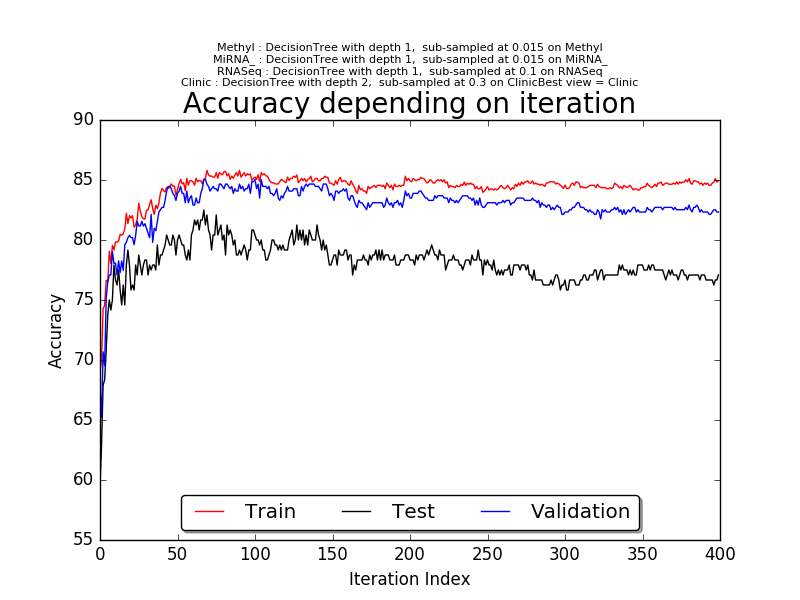 Methyl : DecisionTree with depth 1,  sub-sampled at 0.015 on Methyl
MiRNA_ : DecisionTree with depth 1,  sub-sampled at 0.015 on MiRNA_
RNASeq : DecisionTree with depth 1,  sub-sampled at 0.1 on RNASeq
Clinic : DecisionTree with depth 2,  sub-sampled at 0.3 on ClinicBest view = Clinic
Accuracy depending on iteration
90
85
80
75
70
65
60
55
Accuracy
Train Test Validation
0 50 100 150 200 250 300 350 400
Iteration Index